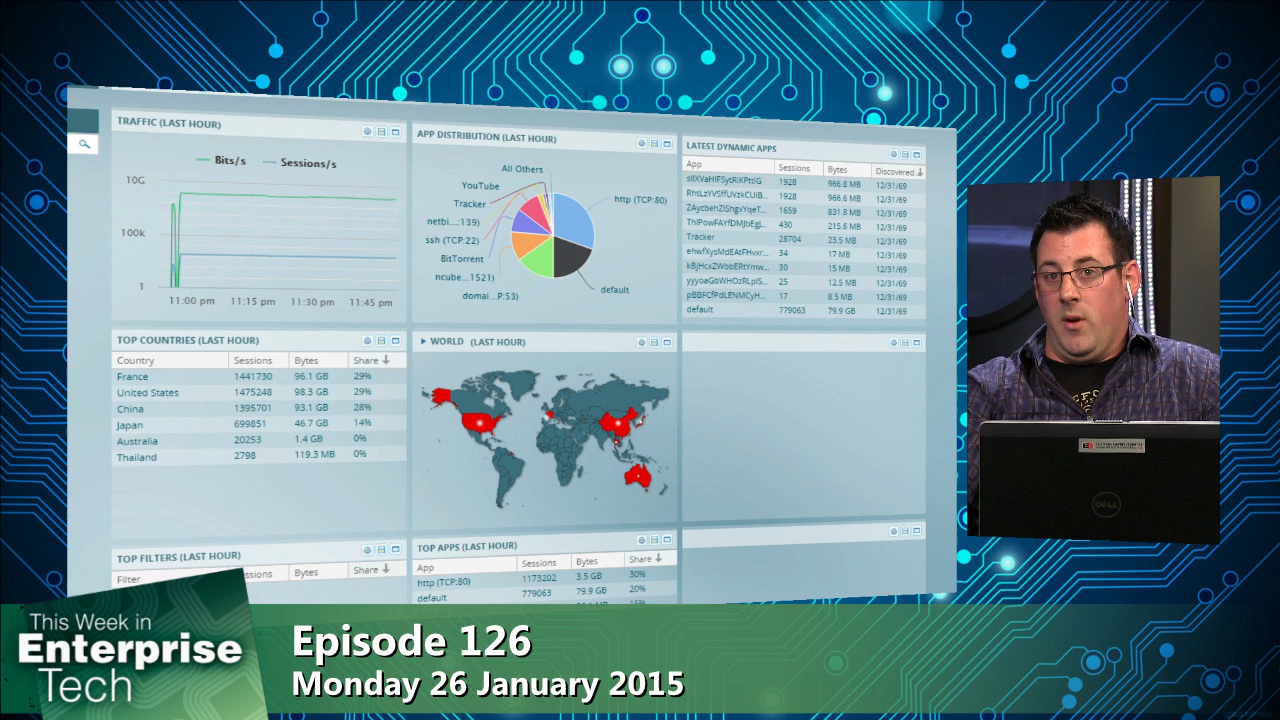 TRAFFIC (LAST HOUR)
Bits/s Sessions/s
10G
100k
1
11:00 pm 11:15 pm 11:30 pm 11:45 pm
APP DISTRIBUTION (LAST HOUR)
All Others
YouTube
Tracker
netbi...:139)
ssh (TCP:22)
BitTorrent
ncube...1521)
domai...P:53)
http (TCP:80)
default
LATEST DYNAMIC APPS
App Sessions Bytes Discovered
1928 966.8 MB 12/31/69
1928 966.8 MB 12/31/69
1659 831.8 MB 12/31/69
430 215.6 MB 12/31/69
Tracker 28704 23.5 MB 12/31/69
34 17 MB 12/31/69
30 15 MB 12/31/69
25 12.5 MB 12/31/69
17 8.5 MB 12/31/69
default 779063 79.9 GB 12/31/69
TOP COUNTRIES (LAST HOUR)
Country Sessions Bytes Share
France 1441730 96.1 GB 29%
United States 1475248 98.3 GB 29%
China 1395701 93.1 GB 28%
Japan 699851 46.7 GB 14%
Australia 20253 1.4 GB 0%
Thailand 2798 119.3 MB 0%
WORLD (LAST HOUR)
TOP FILTERS (LAST HOUR)
Filter Bytes Share
TOP APPS (LAST HOUR)
App Sessions Bytes Share
http (TCP:80) 1173202 3.5 GB 30%
default 779063 79.9 GB 20%
DELL
This Week in
Enterprise
Tech
Episode 126
Monday 26 January 2015